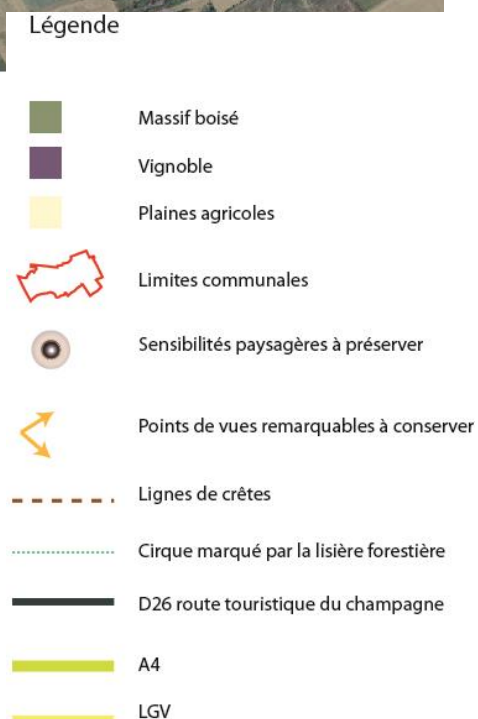 Légende
Massif boisé
Vignoble
Plaines agricoles
Limites communales
Sensibilités paysagères à préserver
Points de vues remarquables à conserver
Lignes de crêtes
Cirque marqué par la lisière forestière
D26 route touristique du champagne
A4
LGV